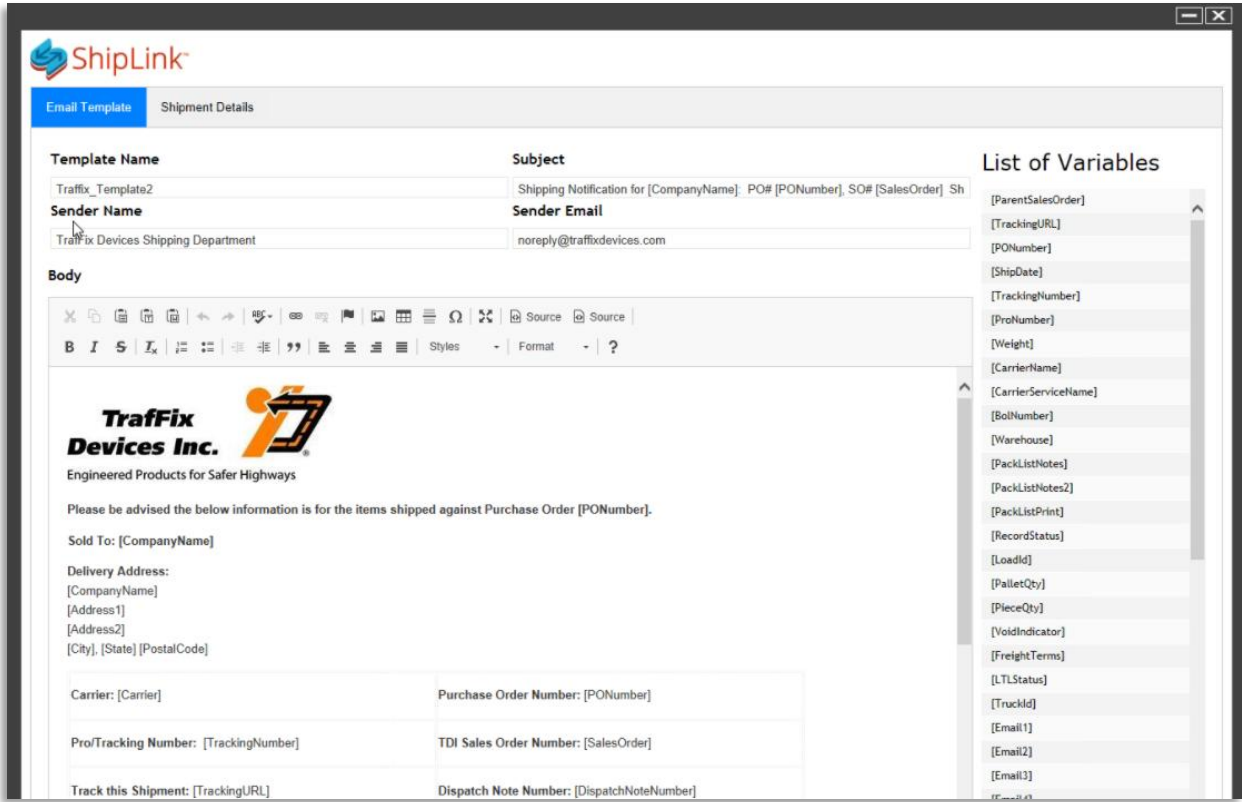 ShipLink™
Email Template Shipment Details
Template Name Subject
Traffix_Template2 Shipping Notification for [CompanyName]: PO# [PONumber], SO# [SalesOrder] Sh
Sender Name Sender Email
TrafFix Devices Shipping Department noreply@traffixdevices.com
Body
ABC Ω Source Source
B I S Ix Styles Format ?
TrafFix
Devices Inc.
®
Engineered Products for Safer Highways
Please be advised the below information is for the items shipped against Purchase Order [PONumber].
Sold To: [CompanyName]
Delivery Address:
[CompanyName]
[Address1]
[Address2]
[City], [State] [PostalCode]
Carrier: [Carrier] Purchase Order Number: [PONumber]
Pro/Tracking Number: [TrackingNumber] TDI Sales Order Number: [SalesOrder]
Track this Shipment: [TrackingURL] Dispatch Note Number: [DispatchNoteNumber]
List of Variables
[ParentSalesOrder]
[TrackingURL]
[PONumber]
[ShipDate]
[TrackingNumber]
[ProNumber]
[Weight]
[CarrierName]
[CarrierServiceName]
[BolNumber]
[Warehouse]
[PackListNotes]
[PackListNotes2]
[PackListPrint]
[RecordStatus]
[LoadId]
[PalletQty]
[PieceQty]
[VoidIndicator]
[FreightTerms]
[LTLStatus]
[TruckId]
[Email1]
[Email2]
[Email3]